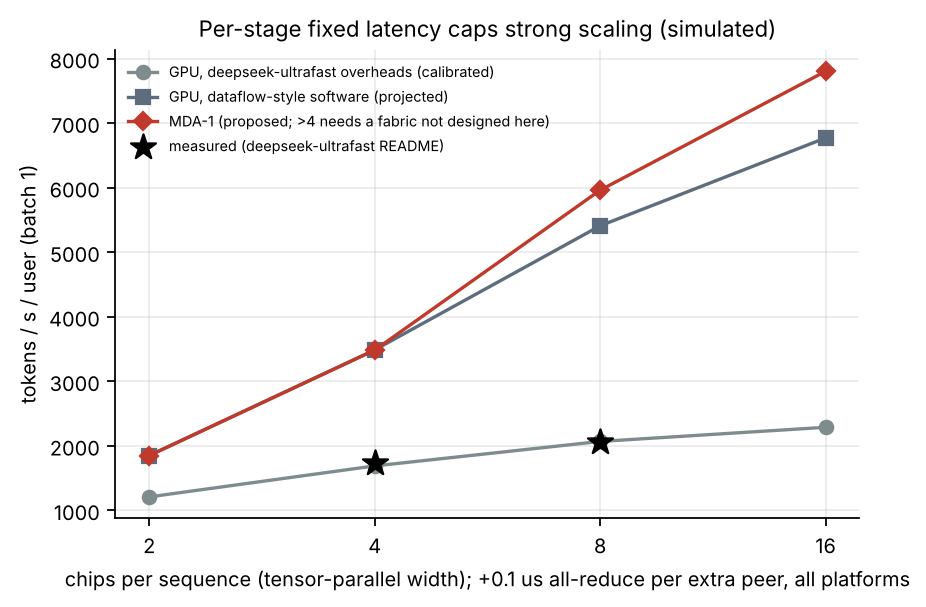 Per-stage fixed latency caps strong scaling (simulated)
GPU, deepseek-ultrafast overheads (calibrated)
GPU, dataflow-style software (projected)
MDA-1 (proposed; >4 needs a fabric not designed here)
measured (deepseek-ultrafast README)
tokens / s / user (batch 1)
8000
7000
6000
5000
4000
3000
2000
1000
2
4
8
16
chips per sequence (tensor-parallel width); +0.1 us all-reduce per extra peer, all platforms